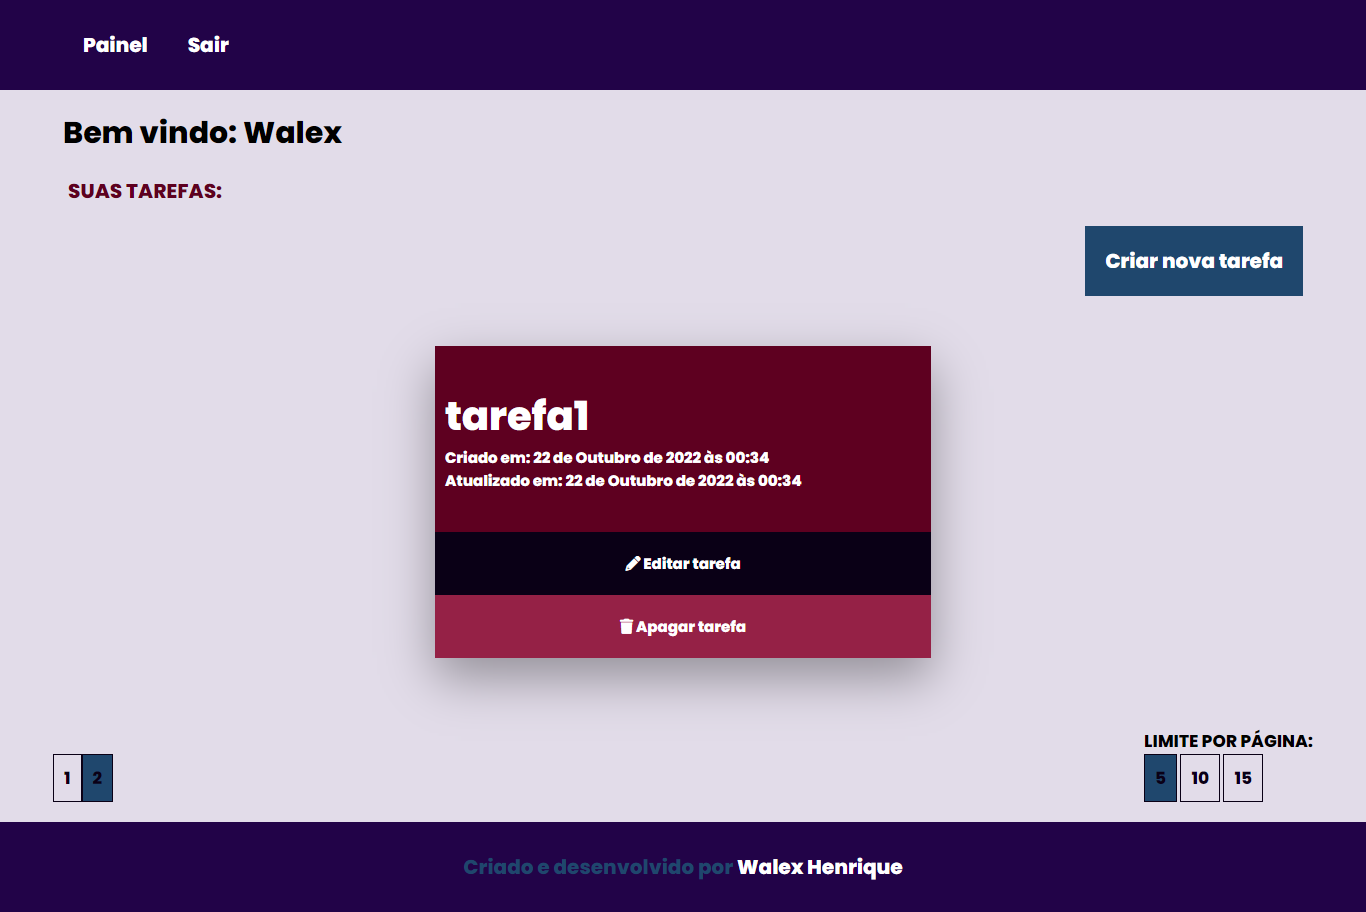 Painel Sair
Bem vindo: Walex
SUAS TAREFAS:
Criar nova tarefa
tarefa1
Criado em: 22 de Outubro de 2022 às 00:34
Atualizado em: 22 de Outubro de 2022 às 00:34
Editar tarefa
Apagar tarefa
LIMITE POR PÁGINA:
1 2
5 10 15
Criado e desenvolvido por Walex Henrique